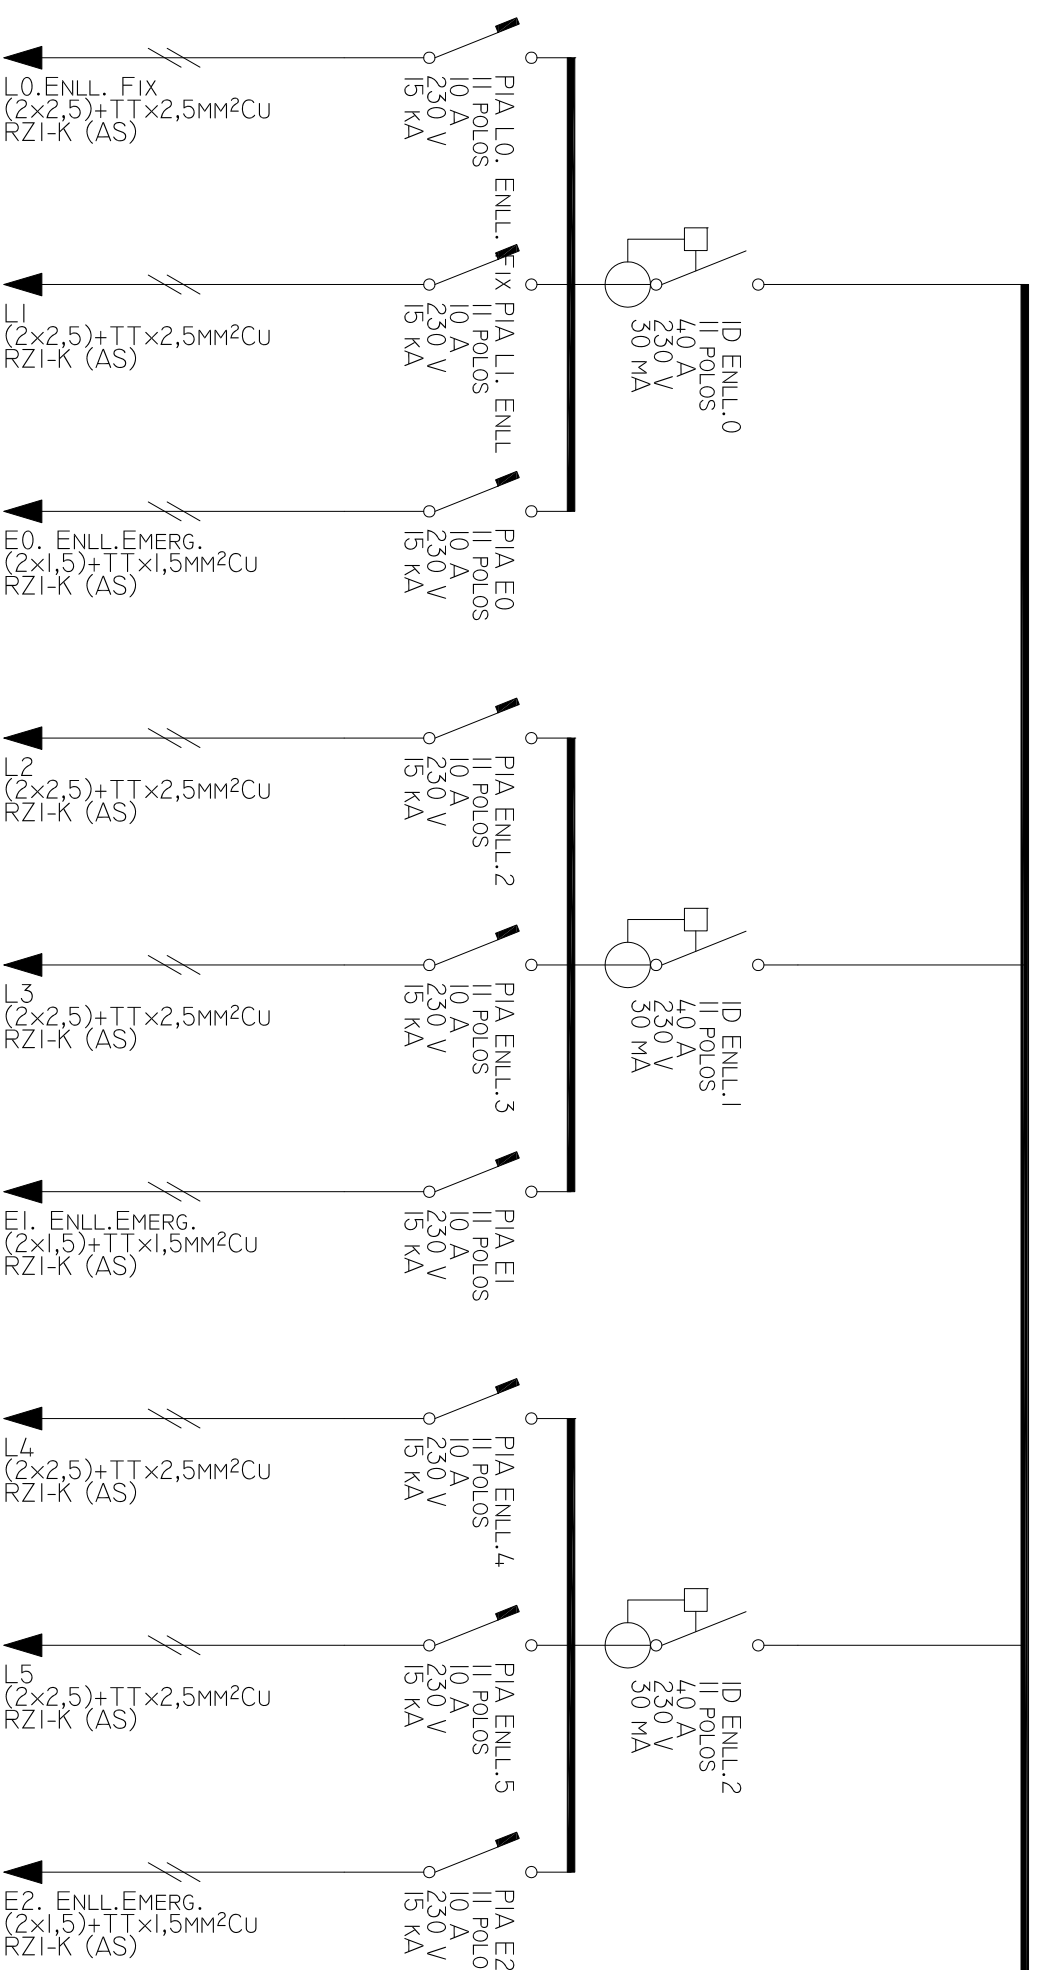 L0.ENLL. FIX
(2x2,5)+TTx2,5MM²CU
RZ1-K (AS)
PIA L0. ENLL. FIX
II POLOS
10 A
230 V
15 KA
L1
(2x2,5)+TTx2,5MM²CU
RZ1-K (AS)
PIA L1. ENLL
II POLOS
10 A
230 V
15 KA
ID ENLL.0
II POLOS
40 A
230 V
30 MA
E0. ENLL.EMERG.
(2x1,5)+TTx1,5MM²CU
RZ1-K (AS)
PIA E0
II POLOS
10 A
230 V
15 KA
L2
(2x2,5)+TTx2,5MM²CU
RZ1-K (AS)
PIA ENLL.2
II POLOS
10 A
230 V
15 KA
L3
(2x2,5)+TTx2,5MM²CU
RZ1-K (AS)
PIA ENLL.3
II POLOS
10 A
230 V
15 KA
ID ENLL.1
II POLOS
40 A
230 V
30 MA
E1. ENLL.EMERG.
(2x1,5)+TTx1,5MM²CU
RZ1-K (AS)
PIA E1
II POLOS
10 A
230 V
15 KA
L4
(2x2,5)+TTx2,5MM²CU
RZ1-K (AS)
PIA ENLL.4
II POLOS
10 A
230 V
15 KA
L5
(2x2,5)+TTx2,5MM²CU
RZ1-K (AS)
PIA ENLL.5
II POLOS
10 A
230 V
15 KA
ID ENLL.2
II POLOS
40 A
230 V
30 MA
E2. ENLL.EMERG.
(2x1,5)+TTx1,5MM²CU
RZ1-K (AS)
PIA E2
II POLO
10 A
230 V
15 KA